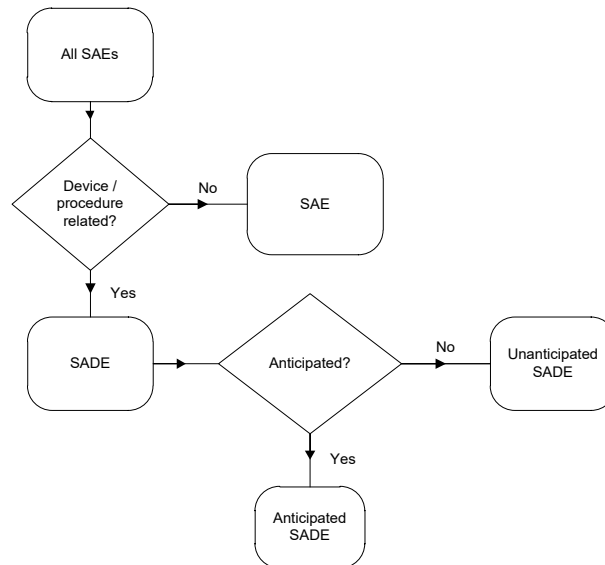 All SAEs
Device /
procedure
related?
No
SAE
Yes
SADE
Anticipated?
No
Unanticipated
SADE
Yes
Anticipated
SADE